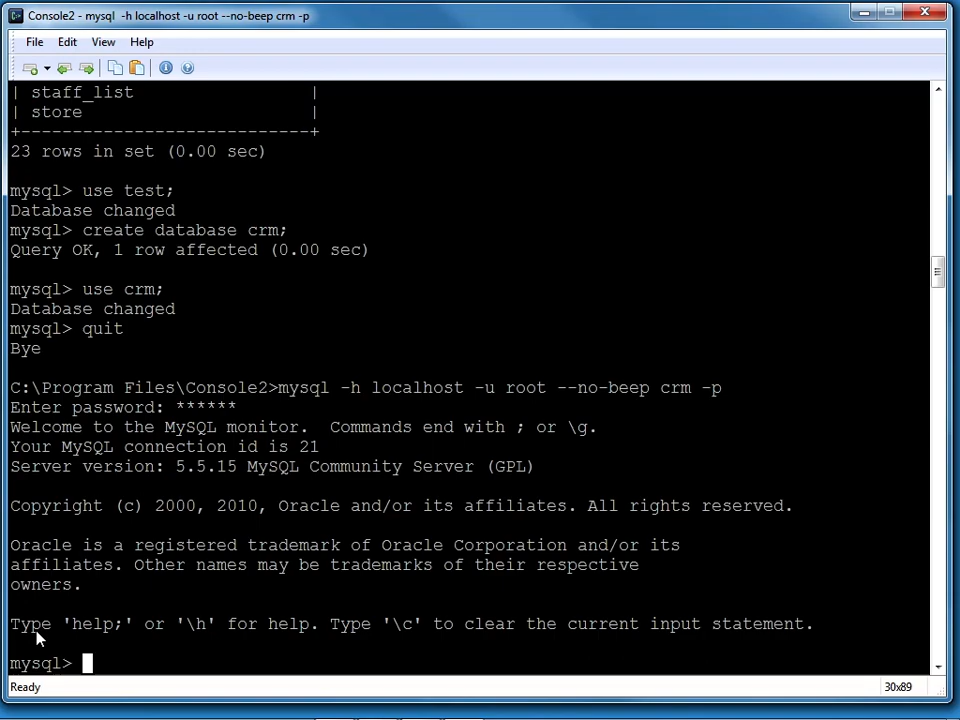 Console2 - mysql -h localhost -u root --no-beep crm -p
File Edit View Help
| staff_list                 |
| store                      |
+----------------------------+
23 rows in set (0.00 sec)
mysql> use test;
Database changed
mysql> create database crm;
Query OK, 1 row affected (0.00 sec)
mysql> use crm;
Database changed
mysql> quit
Bye
C:\Program Files\Console2>mysql -h localhost -u root --no-beep crm -p
Enter password: ******
Welcome to the MySQL monitor.  Commands end with ; or \g.
Your MySQL connection id is 21
Server version: 5.5.15 MySQL Community Server (GPL)
Copyright (c) 2000, 2010, Oracle and/or its affiliates. All rights reserved.
Oracle is a registered trademark of Oracle Corporation and/or its
affiliates. Other names may be trademarks of their respective
owners.
Type 'help;' or '\h' for help. Type '\c' to clear the current input statement.
mysql>
Ready 30x89